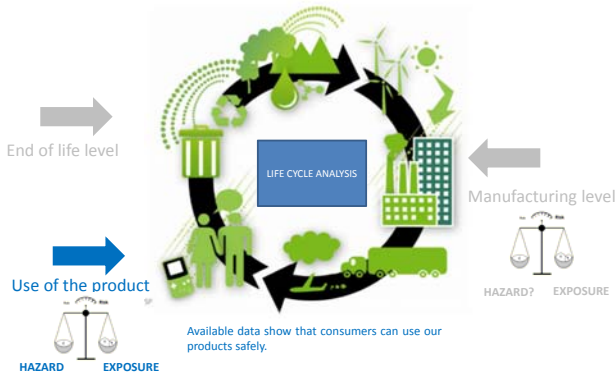 LIFE CYCLE ANALYSIS
End of life level
Manufacturing level
HAZARD? EXPOSURE
Use of the product
Available data show that consumers can use our
products safely.
HAZARD EXPOSURE